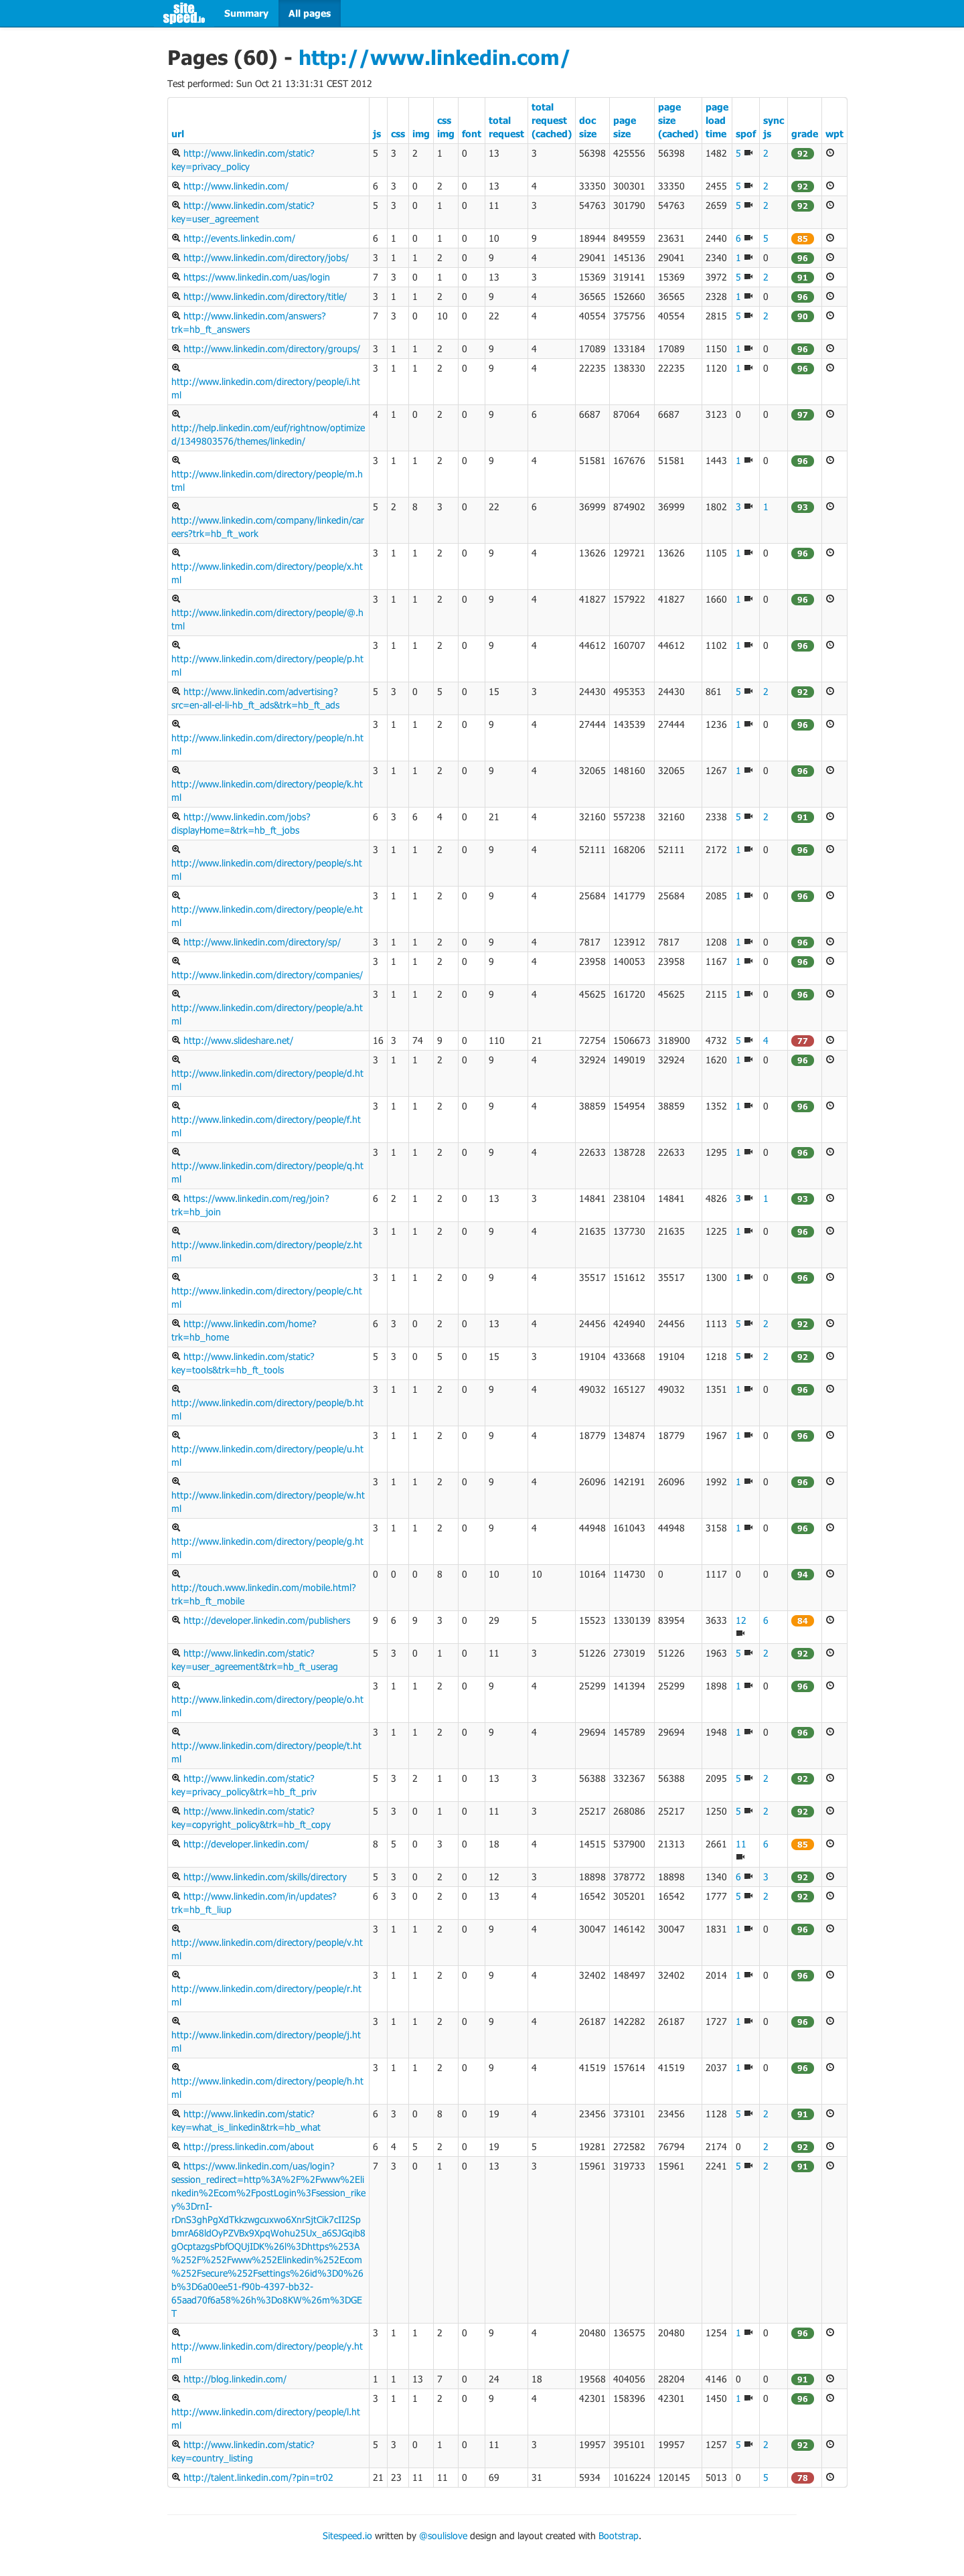 site
speed.io Summary All pages
Pages (60) - http://www.linkedin.com/
Test performed: Sun Oct 21 13:31:31 CEST 2012
url js css img css img font total request total request (cached) doc size page size page size (cached) page load time spof sync js grade wpt
http://www.linkedin.com/static? 5 3 2 1 0 13 3 56398 425556 56398 1482 5 2 92
key=privacy_policy
http://www.linkedin.com/ 6 3 0 2 0 13 4 33350 300301 33350 2455 5 2 92
http://www.linkedin.com/static? 5 3 0 1 0 11 3 54763 301790 54763 2659 5 2 92
key=user_agreement
http://events.linkedin.com/ 6 1 0 1 0 10 9 18944 849559 23631 2440 6 5 85
http://www.linkedin.com/directory/jobs/ 3 1 1 2 0 9 4 29041 145136 29041 2340 1 0 96
https://www.linkedin.com/uas/login 7 3 0 1 0 13 3 15369 319141 15369 3972 5 2 91
http://www.linkedin.com/directory/title/ 3 1 1 2 0 9 4 36565 152660 36565 2328 1 0 96
http://www.linkedin.com/answers? 7 3 0 10 0 22 4 40554 375756 40554 2815 5 2 90
trk=hb_ft_answers
http://www.linkedin.com/directory/groups/ 3 1 1 2 0 9 4 17089 133184 17089 1150 1 0 96
3 1 1 2 0 9 4 22235 138330 22235 1120 1 0 96
http://www.linkedin.com/directory/people/i.ht
ml
4 1 0 2 0 9 6 6687 87064 6687 3123 0 0 97
http://help.linkedin.com/euf/rightnow/optimize
d/1349803576/themes/linkedin/
3 1 1 2 0 9 4 51581 167676 51581 1443 1 0 96
http://www.linkedin.com/directory/people/m.h
tml
5 2 8 3 0 22 6 36999 874902 36999 1802 3 1 93
http://www.linkedin.com/company/linkedin/car
eers?trk=hb_ft_work
3 1 1 2 0 9 4 13626 129721 13626 1105 1 0 96
http://www.linkedin.com/directory/people/x.ht
ml
3 1 1 2 0 9 4 41827 157922 41827 1660 1 0 96
http://www.linkedin.com/directory/people/@.h
tml
3 1 1 2 0 9 4 44612 160707 44612 1102 1 0 96
http://www.linkedin.com/directory/people/p.ht
ml
http://www.linkedin.com/advertising? 5 3 0 5 0 15 3 24430 495353 24430 861 5 2 92
src=en-all-el-li-hb_ft_ads&trk=hb_ft_ads
3 1 1 2 0 9 4 27444 143539 27444 1236 1 0 96
http://www.linkedin.com/directory/people/n.ht
ml
3 1 1 2 0 9 4 32065 148160 32065 1267 1 0 96
http://www.linkedin.com/directory/people/k.ht
ml
http://www.linkedin.com/jobs? 6 3 6 4 0 21 4 32160 557238 32160 2338 5 2 91
displayHome=&trk=hb_ft_jobs
3 1 1 2 0 9 4 52111 168206 52111 2172 1 0 96
http://www.linkedin.com/directory/people/s.ht
ml
3 1 1 2 0 9 4 25684 141779 25684 2085 1 0 96
http://www.linkedin.com/directory/people/e.ht
ml
http://www.linkedin.com/directory/sp/ 3 1 1 2 0 9 4 7817 123912 7817 1208 1 0 96
3 1 1 2 0 9 4 23958 140053 23958 1167 1 0 96
http://www.linkedin.com/directory/companies/
3 1 1 2 0 9 4 45625 161720 45625 2115 1 0 96
http://www.linkedin.com/directory/people/a.ht
ml
http://www.slideshare.net/ 16 3 74 9 0 110 21 72754 1506673 318900 4732 5 4 77
3 1 1 2 0 9 4 32924 149019 32924 1620 1 0 96
http://www.linkedin.com/directory/people/d.ht
ml
3 1 1 2 0 9 4 38859 154954 38859 1352 1 0 96
http://www.linkedin.com/directory/people/f.ht
ml
3 1 1 2 0 9 4 22633 138728 22633 1295 1 0 96
http://www.linkedin.com/directory/people/q.ht
ml
https://www.linkedin.com/reg/join? 6 2 1 2 0 13 3 14841 238104 14841 4826 3 1 93
trk=hb_join
3 1 1 2 0 9 4 21635 137730 21635 1225 1 0 96
http://www.linkedin.com/directory/people/z.ht
ml
3 1 1 2 0 9 4 35517 151612 35517 1300 1 0 96
http://www.linkedin.com/directory/people/c.ht
ml
http://www.linkedin.com/home? 6 3 0 2 0 13 4 24456 424940 24456 1113 5 2 92
trk=hb_home
http://www.linkedin.com/static? 5 3 0 5 0 15 3 19104 433668 19104 1218 5 2 92
key=tools&trk=hb_ft_tools
3 1 1 2 0 9 4 49032 165127 49032 1351 1 0 96
http://www.linkedin.com/directory/people/b.ht
ml
3 1 1 2 0 9 4 18779 134874 18779 1967 1 0 96
http://www.linkedin.com/directory/people/u.ht
ml
3 1 1 2 0 9 4 26096 142191 26096 1992 1 0 96
http://www.linkedin.com/directory/people/w.ht
ml
3 1 1 2 0 9 4 44948 161043 44948 3158 1 0 96
http://www.linkedin.com/directory/people/g.ht
ml
0 0 0 8 0 10 10 10164 114730 0 1117 0 0 94
http://touch.www.linkedin.com/mobile.html?
trk=hb_ft_mobile
http://developer.linkedin.com/publishers 9 6 9 3 0 29 5 15523 1330139 83954 3633 12 6 84
http://www.linkedin.com/static? 5 3 0 1 0 11 3 51226 273019 51226 1963 5 2 92
key=user_agreement&trk=hb_ft_userag
3 1 1 2 0 9 4 25299 141394 25299 1898 1 0 96
http://www.linkedin.com/directory/people/o.ht
ml
3 1 1 2 0 9 4 29694 145789 29694 1948 1 0 96
http://www.linkedin.com/directory/people/t.ht
ml
http://www.linkedin.com/static? 5 3 2 1 0 13 3 56388 332367 56388 2095 5 2 92
key=privacy_policy&trk=hb_ft_priv
http://www.linkedin.com/static? 5 3 0 1 0 11 3 25217 268086 25217 1250 5 2 92
key=copyright_policy&trk=hb_ft_copy
http://developer.linkedin.com/ 8 5 0 3 0 18 4 14515 537900 21313 2661 11 6 85
http://www.linkedin.com/skills/directory 5 3 0 2 0 12 3 18898 378772 18898 1340 6 3 92
http://www.linkedin.com/in/updates? 6 3 0 2 0 13 4 16542 305201 16542 1777 5 2 92
trk=hb_ft_liup
3 1 1 2 0 9 4 30047 146142 30047 1831 1 0 96
http://www.linkedin.com/directory/people/v.ht
ml
3 1 1 2 0 9 4 32402 148497 32402 2014 1 0 96
http://www.linkedin.com/directory/people/r.ht
ml
3 1 1 2 0 9 4 26187 142282 26187 1727 1 0 96
http://www.linkedin.com/directory/people/j.ht
ml
3 1 1 2 0 9 4 41519 157614 41519 2037 1 0 96
http://www.linkedin.com/directory/people/h.ht
ml
http://www.linkedin.com/static? 6 3 0 8 0 19 4 23456 373101 23456 1128 5 2 91
key=what_is_linkedin&trk=hb_what
http://press.linkedin.com/about 6 4 5 2 0 19 5 19281 272582 76794 2174 0 2 92
https://www.linkedin.com/uas/login? 7 3 0 1 0 13 3 15961 319733 15961 2241 5 2 91
session_redirect=http%3A%2F%2Fwww%2Eli
nkedin%2Ecom%2FpostLogin%3Fsession_rike
y%3DrnI-
rDnS3ghPgXdTkkzwgcuxwo6XnrSjtCik7cII2Sp
bmrA68ldOyPZVBx9XpqWohu25Ux_a6SJGqib8
gOcptazgsPbfOQUjIDK%26l%3Dhttps%253A
%252F%252Fwww%252Elinkedin%252Ecom
%252Fsecure%252Fsettings%26id%3D0%26
b%3D6a00ee51-f90b-4397-bb32-
65aad70f6a58%26h%3Do8KW%26m%3DGE
T
3 1 1 2 0 9 4 20480 136575 20480 1254 1 0 96
http://www.linkedin.com/directory/people/y.ht
ml
http://blog.linkedin.com/ 1 1 13 7 0 24 18 19568 404056 28204 4146 0 0 91
3 1 1 2 0 9 4 42301 158396 42301 1450 1 0 96
http://www.linkedin.com/directory/people/l.ht
ml
http://www.linkedin.com/static? 5 3 0 1 0 11 3 19957 395101 19957 1257 5 2 92
key=country_listing
http://talent.linkedin.com/?pin=tr02 21 23 11 11 0 69 31 5934 1016224 120145 5013 0 5 78
Sitespeed.io written by @soulislove design and layout created with Bootstrap.